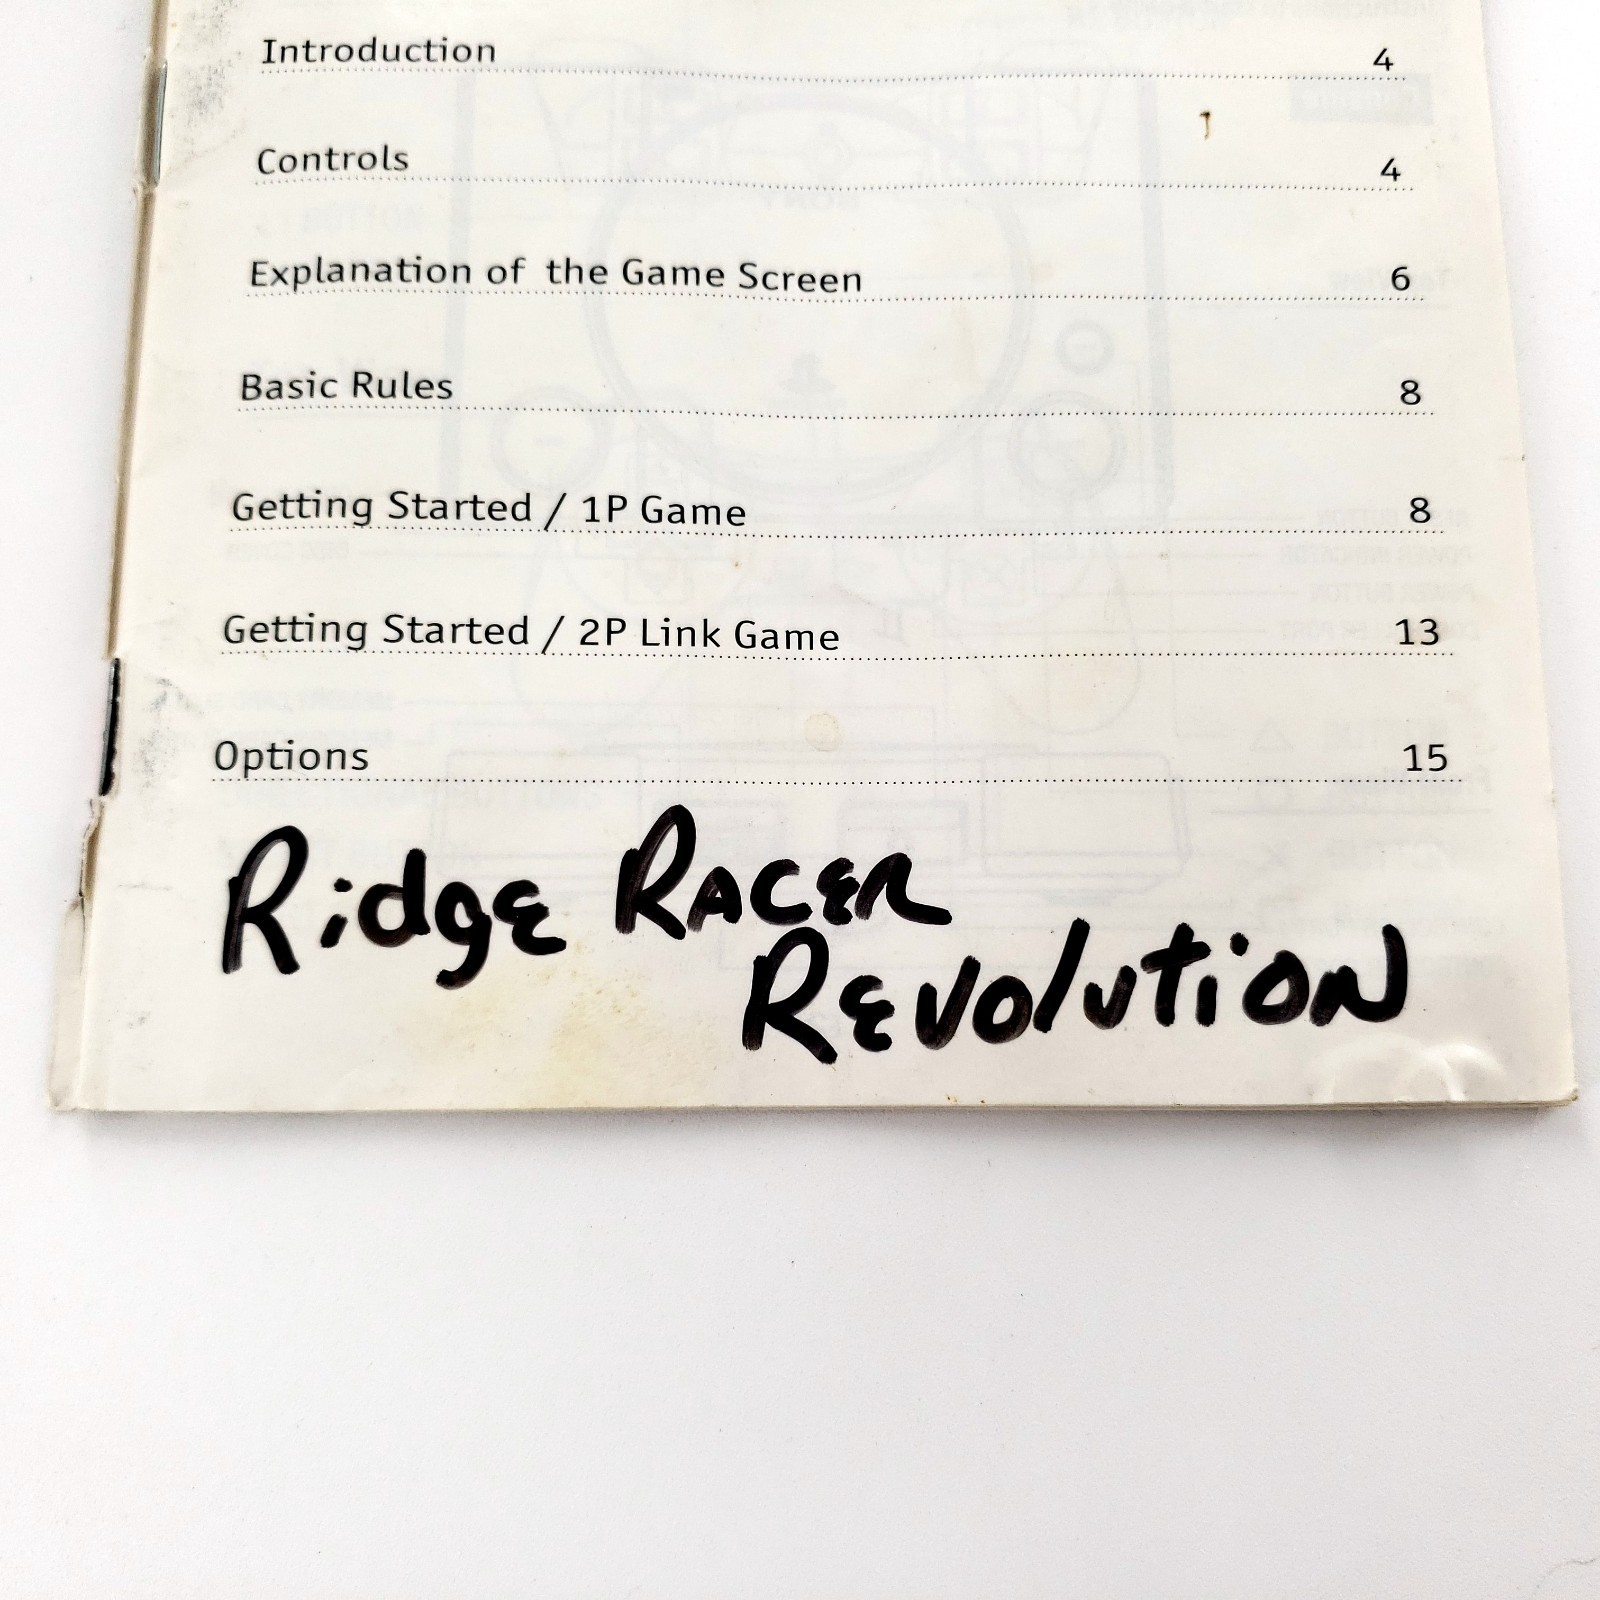 Introduction 4
Controls 4
Explanation of the Game Screen 6
Basic Rules 8
Getting Started / 1P Game 8
Getting Started / 2P Link Game 13
Options 15
Ridge Racer
Revolution